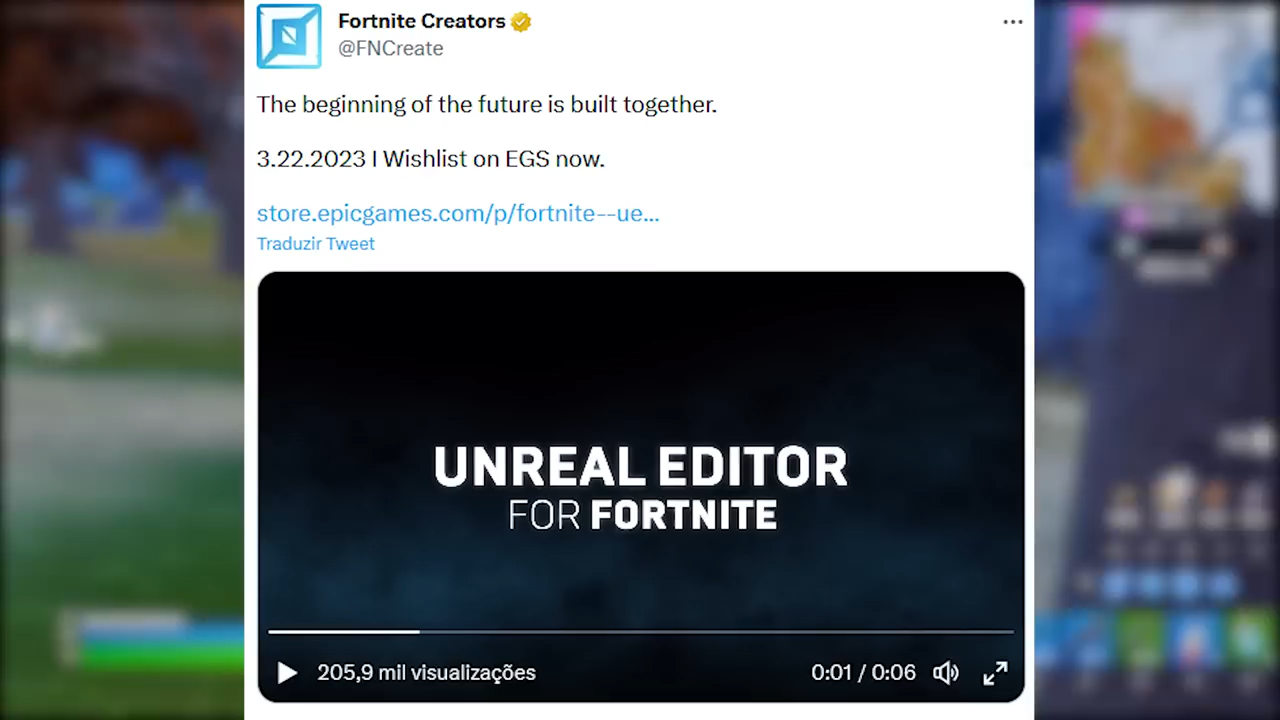 Fortnite Creators
@FNCreate
The beginning of the future is built together.
3.22.2023 | Wishlist on EGS now.
store.epicgames.com/p/fortnite--ue...
Traduzir Tweet
UNREAL EDITOR
FOR FORTNITE
205,9 mil visualizações
0:01 / 0:06